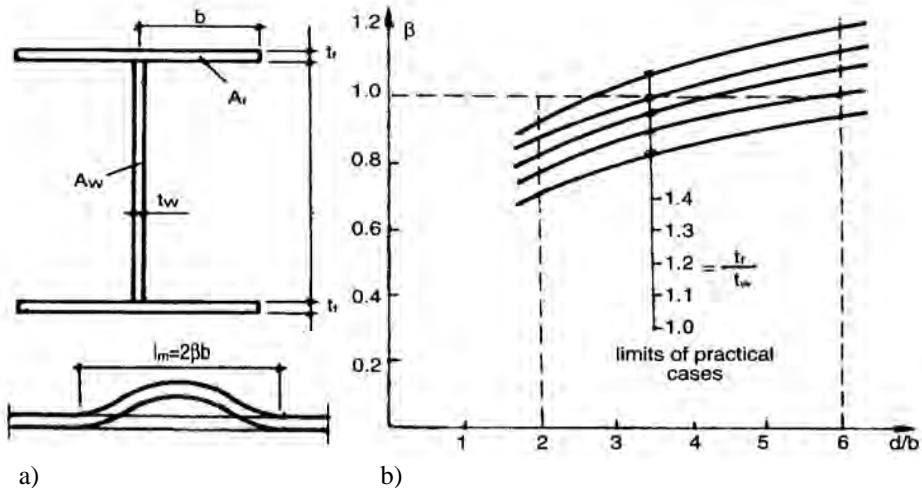 b
t_f
A_f
A_w
t_w
t_f
l_m=2βb
a)
1.2
β
1.0
0.8
0.6
0.4
0.2
1.4
1.3
1.2 = t_f/t_w
1.1
1.0
limits of practical
cases
1
2
3
4
5
6
d/b
b)